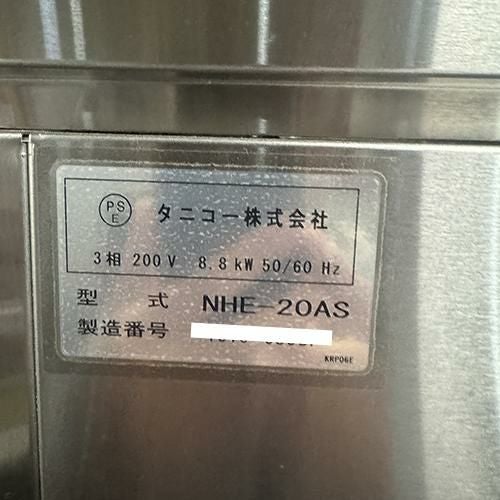 PS
E
タニコー株式会社
3相 200V 8.8kW 50/60 Hz
型式 NHE-20AS
製造番号
KRP06E